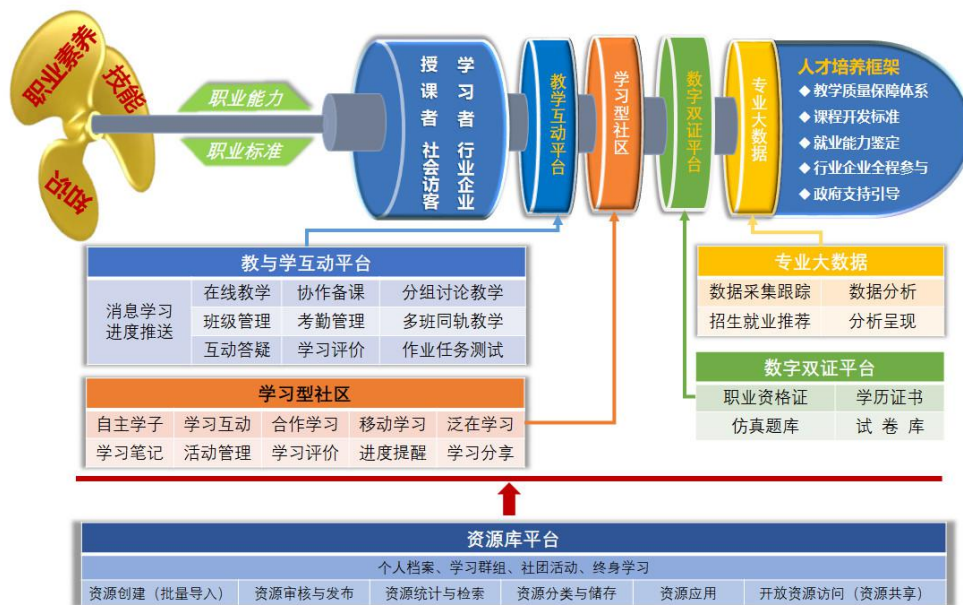 职业素养
技能
知识
职业能力
职业标准
授课者 学习者
社会访客 行业企业
教学互动平台
学习型社区
数字双证平台
专业大数据
人才培养框架
◆教学质量保障体系
◆课程开发标准
◆就业能力鉴定
◆行业企业全程参与
◆政府支持引导
教与学互动平台
消息学习
进度推送
在线教学 协作备课 分组讨论教学
班级管理 考勤管理 多班同轨教学
互动答疑 学习评价 作业任务测试
专业大数据
数据采集跟踪 数据分析
招生就业推荐 分析呈现
数字双证平台
职业资格证 学历证书
仿真题库 试 卷 库
学习型社区
自主学子 学习互动 合作学习 移动学习 泛在学习
学习笔记 活动管理 学习评价 进度提醒 学习分享
资源库平台
个人档案、学习群组、社团活动、终身学习
资源创建（批量导入） 资源审核与发布 资源统计与检索 资源分类与储存 资源应用 开放资源访问（资源共享）